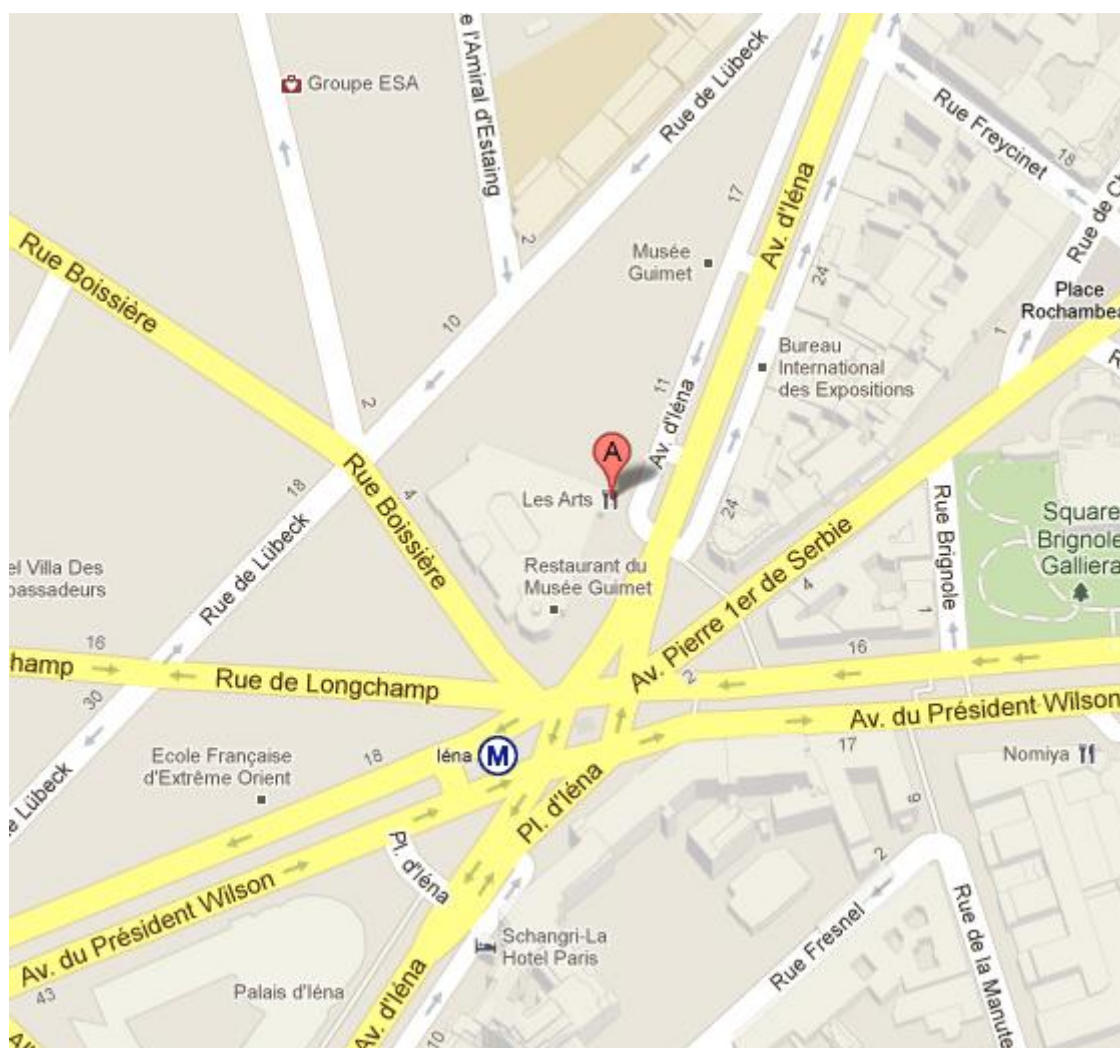 e l'Amiral d'Estaing
Groupe ESA
Rue de Lübeck
Rue Freycinet
18
Rue de Ch
17
Av. d'Iéna
Musée
Guimet
24
2
Rue Boissière
10
Place
Rochambea
1
R
Bureau
International
des Expositions
11
Av. d'Iéna
2
A
18
Rue Boissière
4
Les Arts
24
Rue Brignole
Square
Brignole
Galliera
el Villa Des
bassadeurs
Rue de Lübeck
Restaurant du
Musée Guimet
Av. Pierre 1er de Serbie
4
1
16
champ
Rue de Longchamp
2
16
30
Av. du Président Wilson
Ecole Française
d'Extrême Orient
18
Iéna
M
17
Nomiya
e Lübeck
Pl. d'Iéna
Pl. d'Iéna
9
2
Av. du Président Wilson
Rue Fresnel
Rue de la Manute
Schangri-La
Hotel Paris
43
Palais d'Iéna
Av. d'Iéna
10
Al